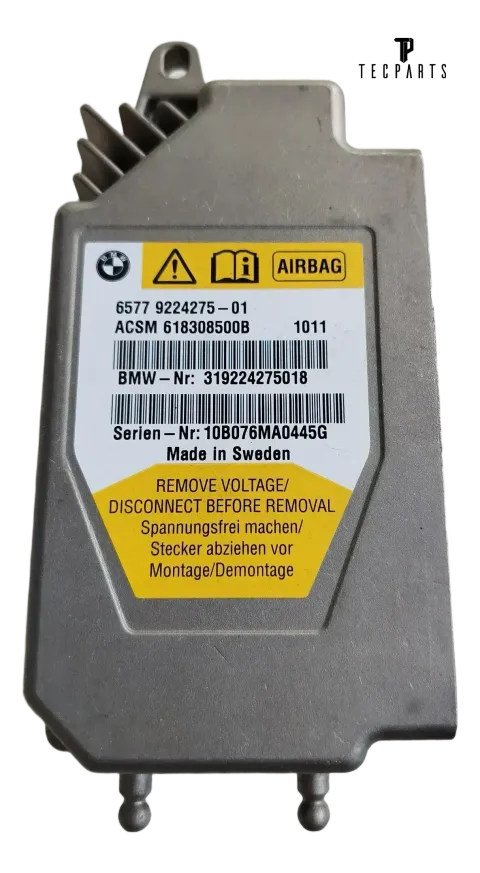 TECPARTS
BMW
AIRBAG
6577 9224275-01
ACSM 618308500B 1011
BMW-Nr: 319224275018
Serien-Nr: 10B076MA0445G
Made in Sweden
REMOVE VOLTAGE/
DISCONNECT BEFORE REMOVAL
Spannungsfrei machen/
Stecker abziehen vor
Montage/Demontage